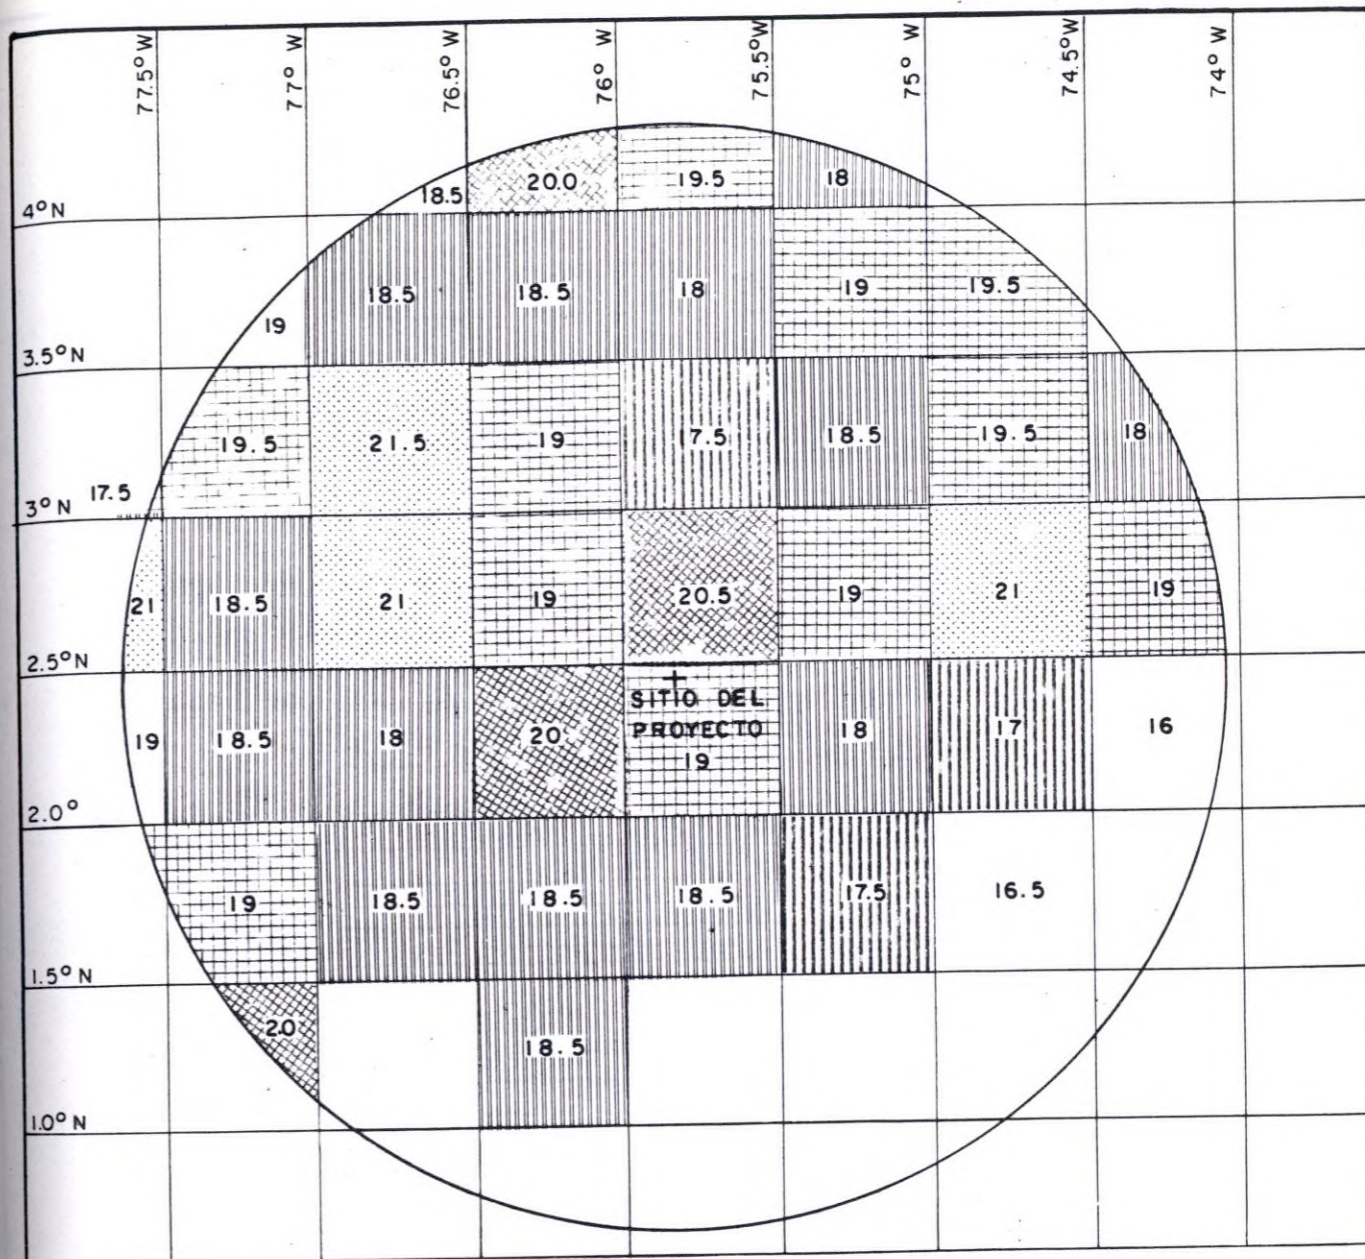 77.5°W 77° W 76.5° W 76° W 75.5°W 75° W 74.5°W 74° W
18.5 20.0 19.5 18
4°N
18.5 18.5 18 19 19.5
19
3.5°N
19.5 21.5 19 17.5 18.5 19.5 18
17.5
3° N
21 18.5 21 19 20.5 19 21 19
2.5°N
+
SITIO DEL
PROYECTO
19 18.5 18 20 19 18 17 16
2.0°
19 18.5 18.5 18.5 17.5 16.5
1.5° N
20 18.5
1.0° N